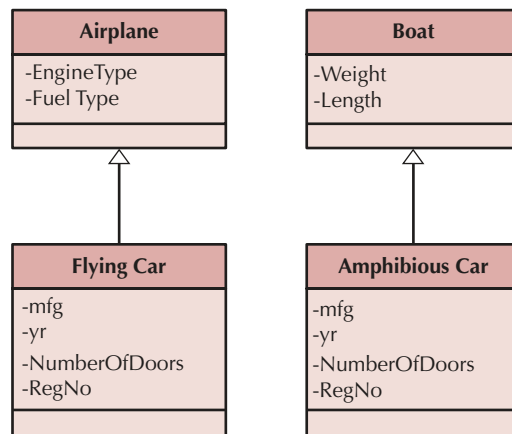 Airplane
-EngineType
-Fuel Type
Boat
-Weight
-Length
Flying Car
-mfg
-yr
-NumberOfDoors
-RegNo
Amphibious Car
-mfg
-yr
-NumberOfDoors
-RegNo